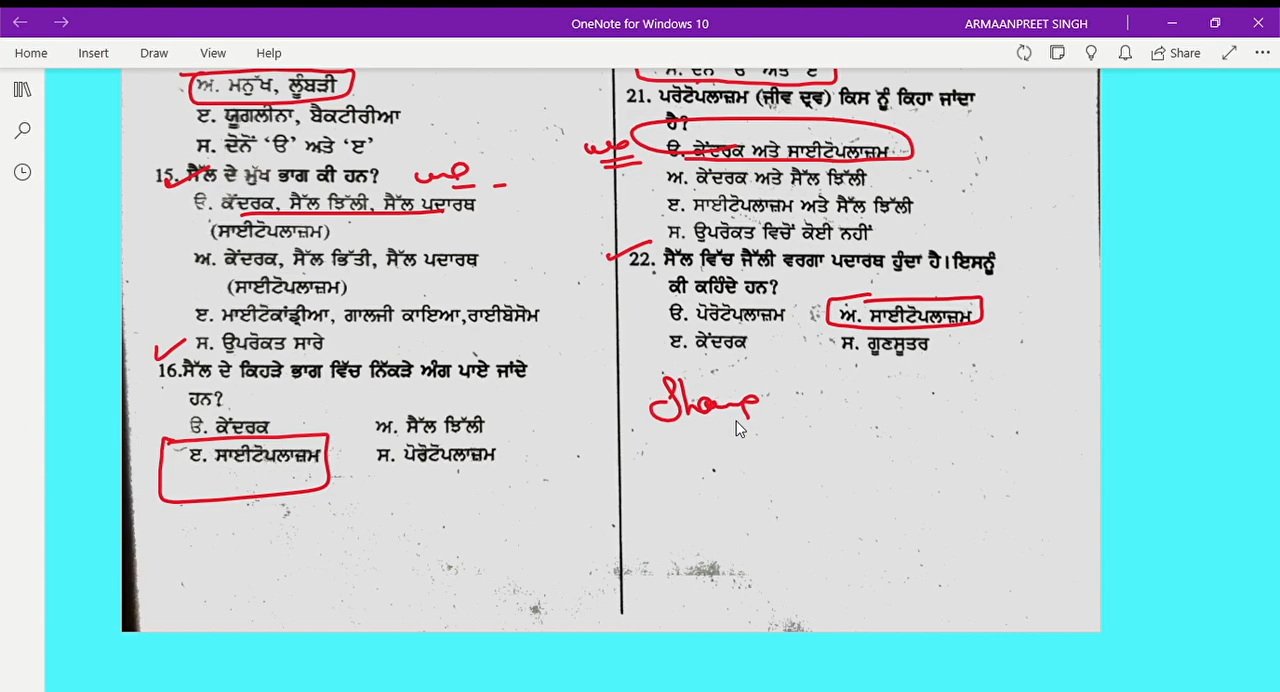 OneNote for Windows 10
ARMAANPREET SINGH
Home Insert Draw View Help
Share
ਅ. ਮਨੁੱਖ, ਲੂੰਬੜੀ
ੲ. ਯੂਗਲੀਨਾ, ਬੈਕਟੀਰੀਆ
ਸ. ਦੋਨੋਂ 'ੳ' ਅਤੇ 'ੲ'
15. ਸੈੱਲ ਦੇ ਮੁੱਖ ਭਾਗ ਕੀ ਹਨ?
ੳ. ਕੇਂਦਰਕ, ਸੈੱਲ ਝਿੱਲੀ, ਸੈੱਲ ਪਦਾਰਥ
(ਸਾਈਟੋਪਲਾਜ਼ਮ)
ਅ. ਕੇਂਦਰਕ, ਸੈੱਲ ਭਿੱਤੀ, ਸੈੱਲ ਪਦਾਰਥ
(ਸਾਈਟੋਪਲਾਜ਼ਮ)
ੲ. ਮਾਈਟੋਕਾਂਡ੍ਰੀਆ, ਗਾਲਜੀ ਕਾਇਆ,ਰਾਈਬੋਸੋਮ
ਸ. ਉਪਰੋਕਤ ਸਾਰੇ
16.ਸੈੱਲ ਦੇ ਕਿਹੜੇ ਭਾਗ ਵਿੱਚ ਨਿੱਕੜੇ ਅੰਗ ਪਾਏ ਜਾਂਦੇ
ਹਨ?
ੳ. ਕੇਂਦਰਕ ਅ. ਸੈੱਲ ਝਿੱਲੀ
ੲ. ਸਾਈਟੋਪਲਾਜ਼ਮ ਸ. ਪੋਰੋਟੋਪਲਾਜ਼ਮ
ਸ. ਦੋਨੋਂ 'ੳ' ਅਤੇ 'ੲ'
21. ਪਰੋਟੋਪਲਾਜ਼ਮ (ਜੀਵ ਦ੍ਰਵ) ਕਿਸ ਨੂੰ ਕਿਹਾ ਜਾਂਦਾ
ਹੈ?
ੳ. ਕੇਂਦਰਕ ਅਤੇ ਸਾਈਟੋਪਲਾਜ਼ਮ
ਅ. ਕੇਂਦਰਕ ਅਤੇ ਸੈੱਲ ਝਿੱਲੀ
ੲ. ਸਾਈਟੋਪਲਾਜ਼ਮ ਅਤੇ ਸੈੱਲ ਝਿੱਲੀ
ਸ. ਉਪਰੋਕਤ ਵਿਚੋਂ ਕੋਈ ਨਹੀਂ
22. ਸੈੱਲ ਵਿੱਚ ਜੈੱਲੀ ਵਰਗਾ ਪਦਾਰਥ ਹੁੰਦਾ ਹੈ।ਇਸਨੂੰ
ਕੀ ਕਹਿੰਦੇ ਹਨ?
ੳ. ਪੋਰੋਟੋਪਲਾਜ਼ਮ ਅ. ਸਾਈਟੋਪਲਾਜ਼ਮ
ੲ. ਕੇਂਦਰਕ ਸ. ਗੂਣਸੂਤਰ